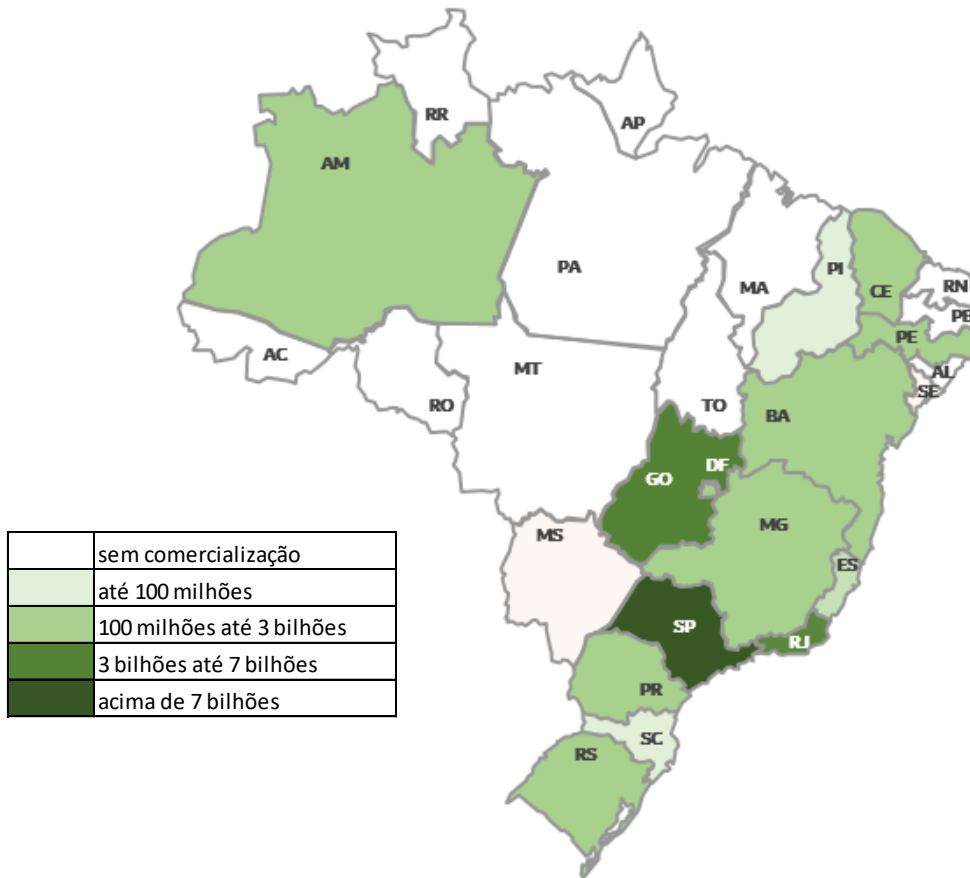 RR
AP
AM
PA
MA
PI
CE
RN
PB
PE
AC
MT
RO
TO
AL
SE
BA
GO
DF
MS
MG
ES
SP
RJ
PR
SC
RS
sem comercialização
até 100 milhões
100 milhões até 3 bilhões
3 bilhões até 7 bilhões
acima de 7 bilhões